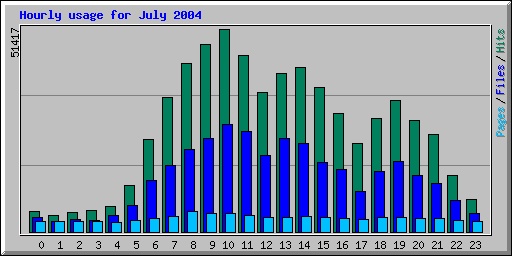 Hourly usage for July 2004
51417
Pages / Files / Hits
0 1 2 3 4 5 6 7 8 9 10 11 12 13 14 15 16 17 18 19 20 21 22 23